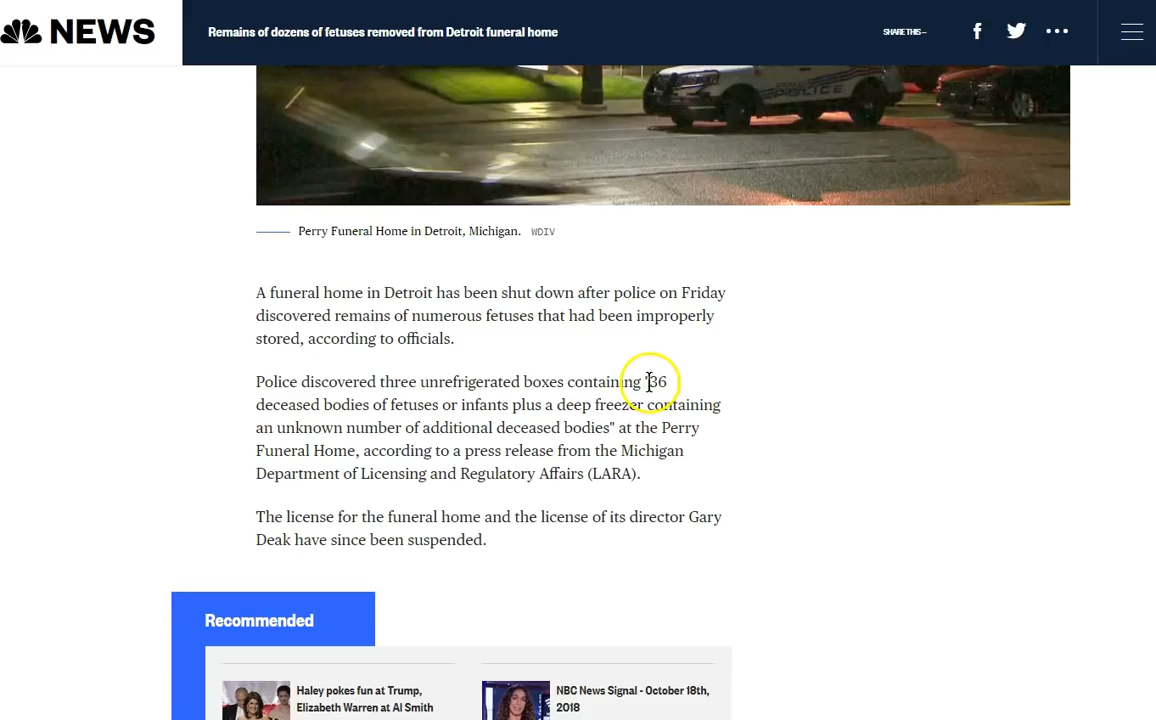 NEWS
Remains of dozens of fetuses removed from Detroit funeral home
SHARE THIS —
POLICE
Perry Funeral Home in Detroit, Michigan. WDIV
A funeral home in Detroit has been shut down after police on Friday
discovered remains of numerous fetuses that had been improperly
stored, according to officials.
Police discovered three unrefrigerated boxes containing "36
deceased bodies of fetuses or infants plus a deep freezer containing
an unknown number of additional deceased bodies" at the Perry
Funeral Home, according to a press release from the Michigan
Department of Licensing and Regulatory Affairs (LARA).
The license for the funeral home and the license of its director Gary
Deak have since been suspended.
Recommended
Haley pokes fun at Trump,
Elizabeth Warren at Al Smith
NBC News Signal - October 18th,
2018